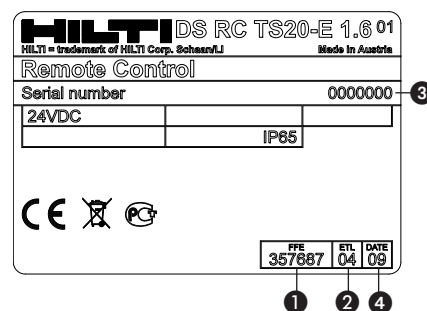 HILTI DS RC TS20-E 1.6 01
HILTI = trademark of HILTI Corp. Schaan/LI Made in Austria
Remote Control
Serial number 0000000 3
24VDC
IP65
CE PCT
FFE ETL DATE
357687 04 09
1 2 4